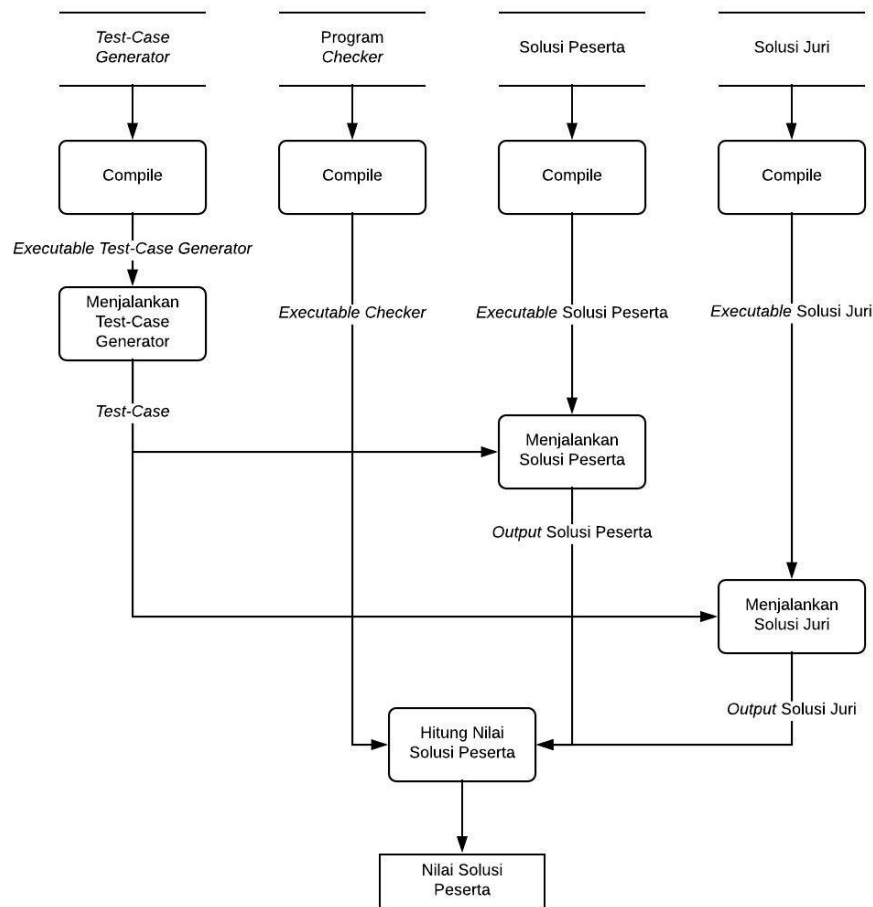 Test-Case
Generator
Program
Checker
Solusi Peserta
Solusi Juri
Compile
Compile
Compile
Compile
Executable Test-Case Generator
Menjalankan
Test-Case
Generator
Executable Checker
Executable Solusi Peserta
Executable Solusi Juri
Test-Case
Menjalankan
Solusi Peserta
Output Solusi Peserta
Menjalankan
Solusi Juri
Output Solusi Juri
Hitung Nilai
Solusi Peserta
Nilai Solusi
Peserta